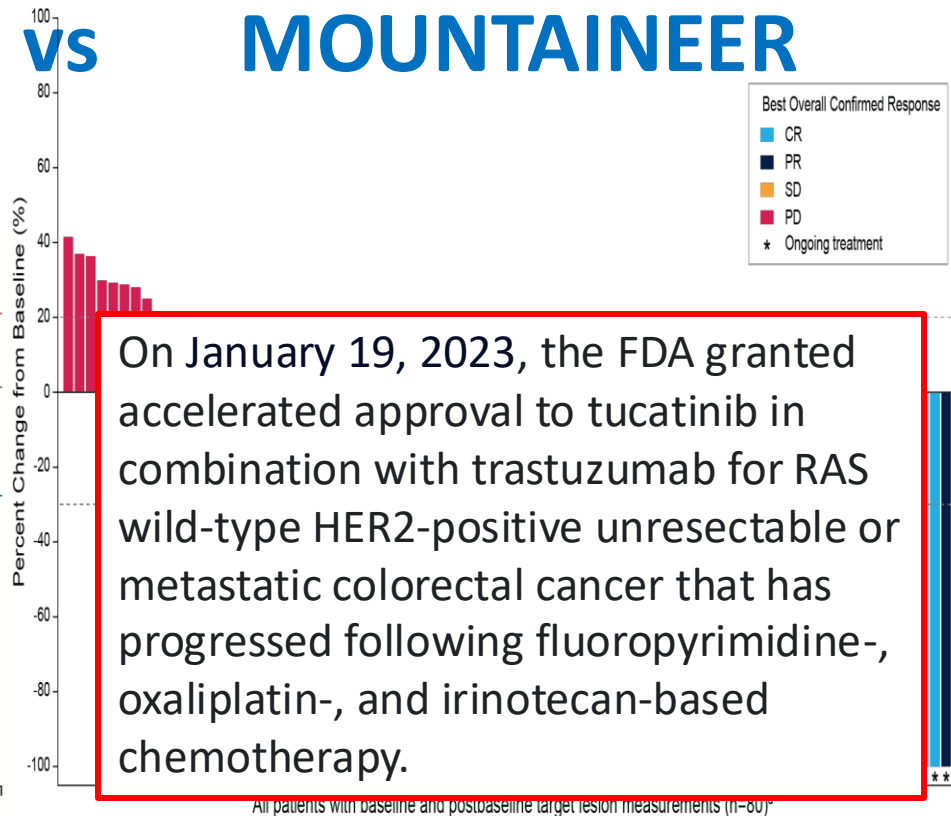 vs MOUNTAINEER
100
80
60
40
20
0
-20
-40
-60
-80
-100
Percent Change from Baseline (%)
Best Overall Confirmed Response
CR
PR
SD
PD
* Ongoing treatment
On January 19, 2023, the FDA granted
accelerated approval to tucatinib in
combination with trastuzumab for RAS
wild-type HER2-positive unresectable or
metastatic colorectal cancer that has
progressed following fluoropyrimidine-,
oxaliplatin-, and irinotecan-based
chemotherapy.
**
All patients with baseline and postbaseline target lesion measurements (n=80)